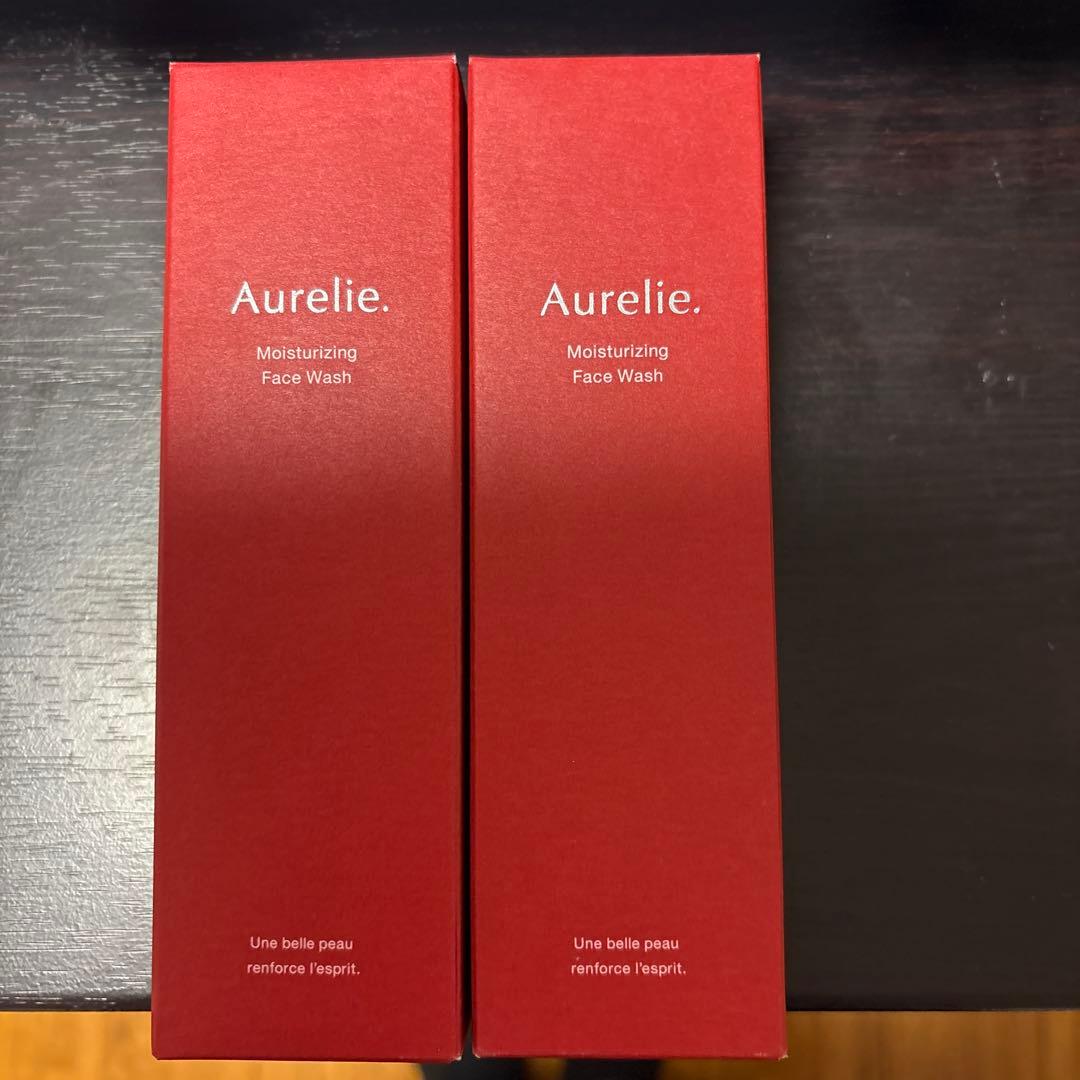 Aurelie.
Moisturizing
Face Wash
Une belle peau
renforce l'esprit.
Aurelie.
Moisturizing
Face Wash
Une belle peau
renforce l'esprit.